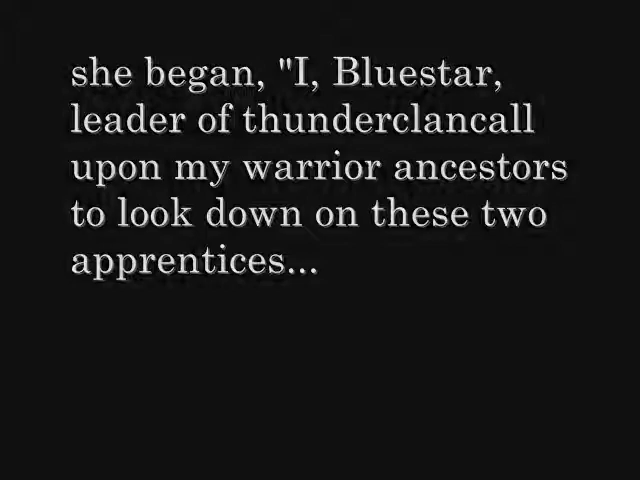 she began, "I, Bluestar,
leader of thunderclancall
upon my warrior ancestors
to look down on these two
apprentices...